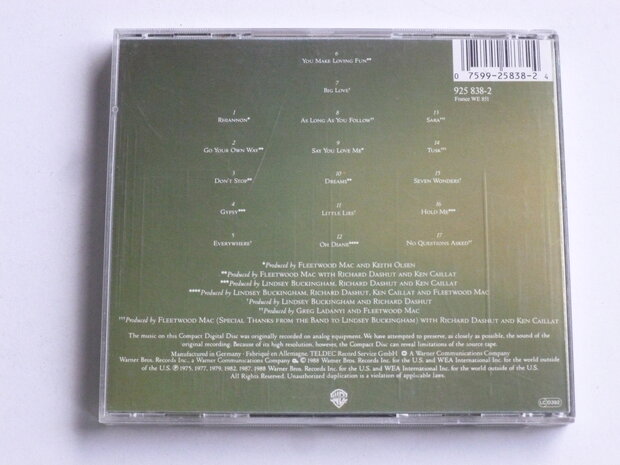 6
YOU MAKE LOVING FUN**
7
BIG LOVE†
0 7599-25838-2 4
925 838-2
France WE 851
1
RHIANNON*
2
GO YOUR OWN WAY**
3
DON'T STOP**
4
GYPSY***
5
EVERYWHERE†
8
AS LONG AS YOU FOLLOW††
9
SAY YOU LOVE ME*
10
DREAMS**
11
LITTLE LIES†
12
OH DIANE****
13
SARA†††
14
TUSK†††
15
SEVEN WONDERS†
16
HOLD ME***
17
NO QUESTIONS ASKED††
*Produced by FLEETWOOD MAC AND KEITH OLSEN
**Produced by FLEETWOOD MAC WITH RICHARD DASHUT AND KEN CAILLAT
***Produced by LINDSEY BUCKINGHAM, RICHARD DASHUT AND KEN CAILLAT
****Produced by LINDSEY BUCKINGHAM, RICHARD DASHUT, KEN CAILLAT AND FLEETWOOD MAC
†Produced by LINDSEY BUCKINGHAM AND RICHARD DASHUT
††Produced by GREG LADANYI AND FLEETWOOD MAC
†††Produced by FLEETWOOD MAC (SPECIAL THANKS FROM THE BAND TO LINDSEY BUCKINGHAM) WITH RICHARD DASHUT AND KEN CAILLAT
The music on this Compact Digital Disc was originally recorded on analog equipment. We have attempted to preserve, as closely as possible, the sound of the
original recording. Because of its high resolution, however, the Compact Disc can reveal limitations of the source tape.
Manufactured in Germany · Fabriqué en Allemagne. TELDEC Record Service GmbH. A Warner Communications Company
Warner Bros. Records Inc., a Warner Communications Company © 1988 Warner Bros. Records Inc. for the U.S. and WEA International Inc. for the world outside
of the U.S. ℗ 1975, 1977, 1979, 1982, 1987, 1988 Warner Bros. Records Inc. for the U.S. and WEA International Inc. for the world outside of the U.S.
All Rights Reserved. Unauthorized duplication is a violation of applicable laws.
LC 0392